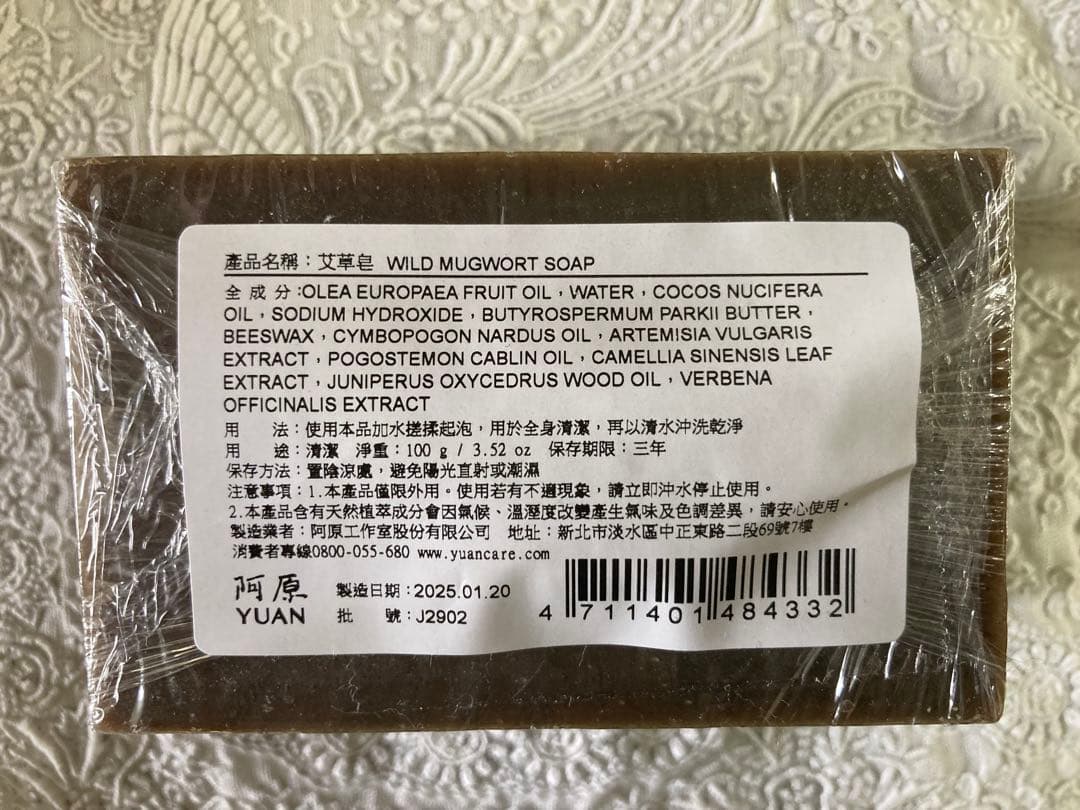 產品名稱：艾草皂 WILD MUGWORT SOAP
全 成 分：OLEA EUROPAEA FRUIT OIL，WATER，COCOS NUCIFERA
OIL，SODIUM HYDROXIDE，BUTYROSPERMUM PARKII BUTTER，
BEESWAX，CYMBOPOGON NARDUS OIL，ARTEMISIA VULGARIS
EXTRACT，POGOSTEMON CABLIN OIL，CAMELLIA SINENSIS LEAF
EXTRACT，JUNIPERUS OXYCEDRUS WOOD OIL，VERBENA
OFFICINALIS EXTRACT
用　　法：使用本品加水搓揉起泡，用於全身清潔，再以清水沖洗乾淨
用　　途：清潔 淨重：100 g / 3.52 oz 保存期限：三年
保存方法：置陰涼處，避免陽光直射或潮濕
注意事項：1.本產品僅限外用。使用若有不適現象，請立即沖水停止使用。
2.本產品含有天然植萃成分會因氣候、溫溼度改變產生氣味及色調差異，請安心使用。
製造業者：阿原工作室股份有限公司 地址：新北市淡水區中正東路二段69號7樓
消費者專線0800-055-680 www.yuancare.com
阿原
YUAN
製造日期：2025.01.20
批　　號：J2902
4 711401 484332